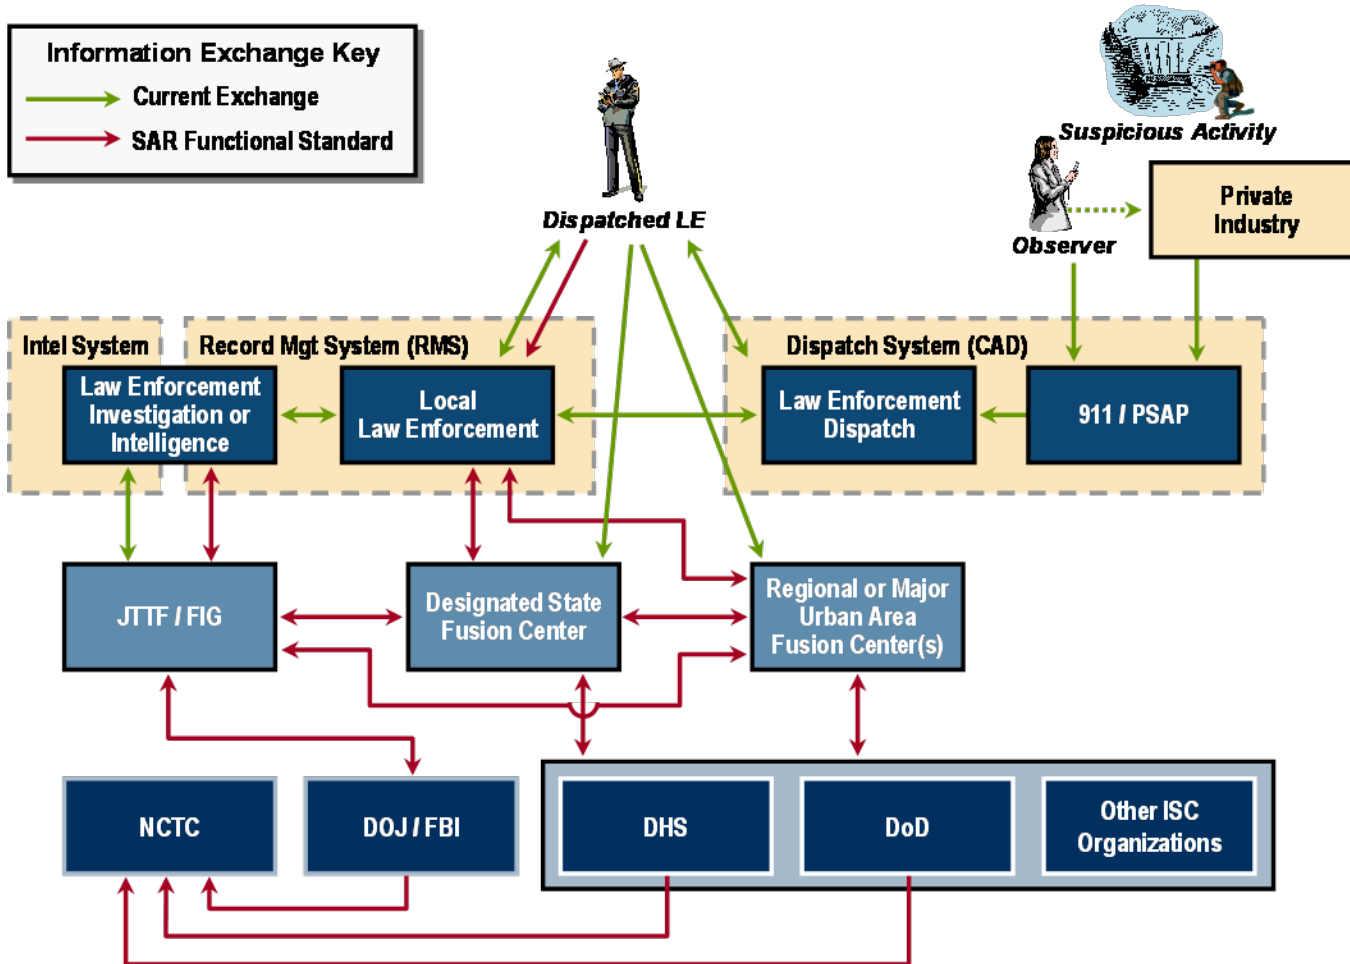 Information Exchange Key
Current Exchange
SAR Functional Standard
Dispatched LE
Suspicious Activity
Observer
Private
Industry
Intel System
Record Mgt System (RMS)
Dispatch System (CAD)
Law Enforcement
Investigation or
Intelligence
Local
Law Enforcement
Law Enforcement
Dispatch
911 / PSAP
JTTF / FIG
Designated State
Fusion Center
Regional or Major
Urban Area
Fusion Center(s)
NCTC
DOJ / FBI
DHS
DoD
Other ISC
Organizations